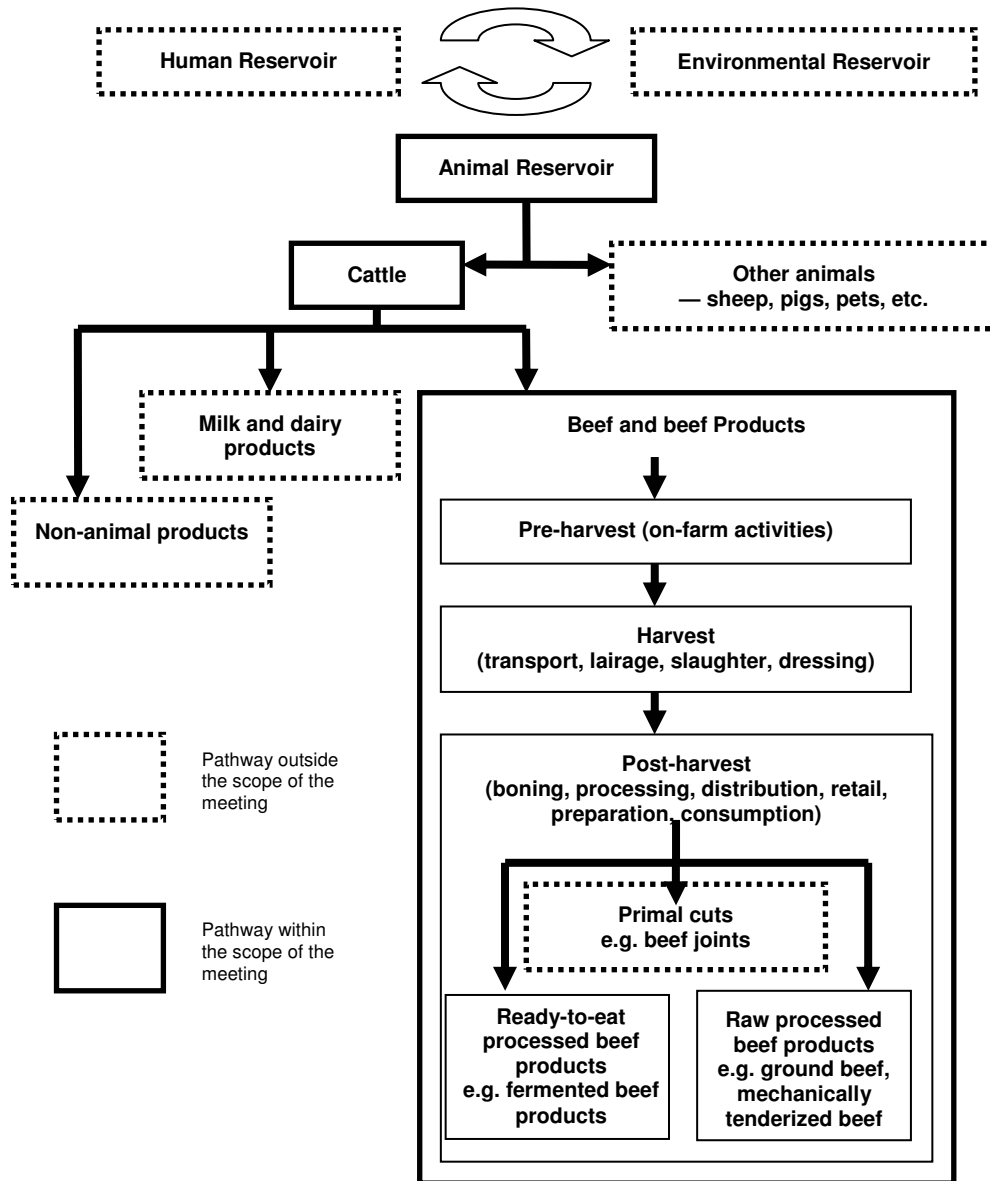 Human Reservoir
Environmental Reservoir
Animal Reservoir
Cattle
Other animals
— sheep, pigs, pets, etc.
Milk and dairy
products
Non-animal products
Beef and beef Products
Pre-harvest (on-farm activities)
Harvest
(transport, lairage, slaughter, dressing)
Post-harvest
(boning, processing, distribution, retail,
preparation, consumption)
Primal cuts
e.g. beef joints
Ready-to-eat
processed beef
products
e.g. fermented beef
products
Raw processed
beef products
e.g. ground beef,
mechanically
tenderized beef
Pathway outside
the scope of the
meeting
Pathway within
the scope of the
meeting